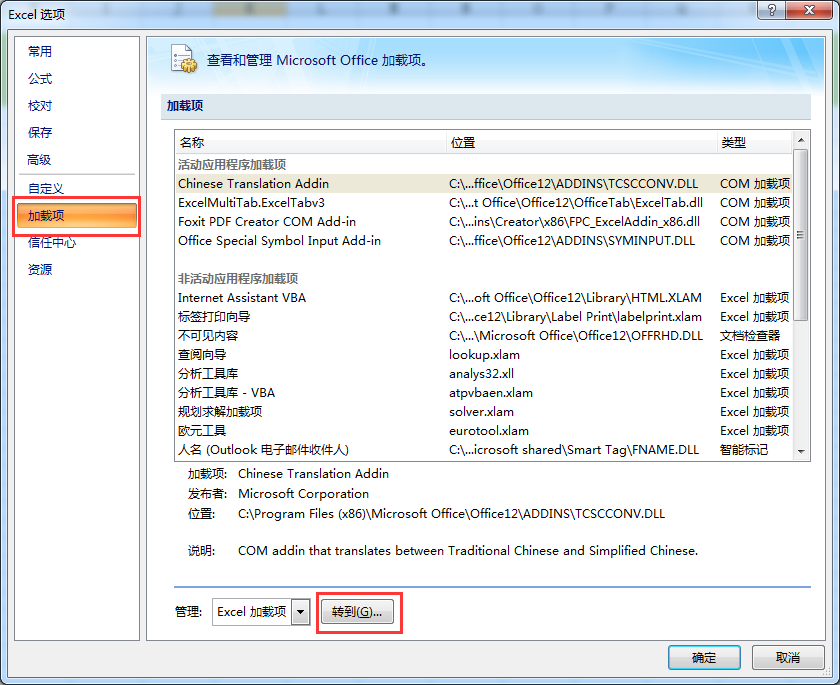 Excel 选项
常用
公式
校对
保存
高级
自定义
加载项
信任中心
资源
查看和管理 Microsoft Office 加载项。
加载项
名称 位置 类型
活动应用程序加载项
Chinese Translation Addin C:\...ffice\Office12\ADDINS\TCSCCONV.DLL COM 加载项
ExcelMultiTab.ExcelTabv3 C:\...t Office\Office12\OfficeTab\ExcelTab.dll COM 加载项
Foxit PDF Creator COM Add-in C:\...ins\Creator\x86\FPC_ExcelAddin_x86.dll COM 加载项
Office Special Symbol Input Add-in C:\...ffice\Office12\ADDINS\SYMINPUT.DLL COM 加载项
非活动应用程序加载项
Internet Assistant VBA C:\...oft Office\Office12\Library\HTML.XLAM Excel 加载项
标签打印向导 C:\...ce12\Library\Label Print\labelprint.xlam Excel 加载项
不可见内容 C:\...\Microsoft Office\Office12\OFFRHD.DLL 文档检查器
查阅向导 lookup.xlam Excel 加载项
分析工具库 analys32.xll Excel 加载项
分析工具库 - VBA atpvbaen.xlam Excel 加载项
规划求解加载项 solver.xlam Excel 加载项
欧元工具 eurotool.xlam Excel 加载项
人名 (Outlook 电子邮件收件人) C:\...icrosoft shared\Smart Tag\FNAME.DLL 智能标记
加载项: Chinese Translation Addin
发布者: Microsoft Corporation
位置: C:\Program Files (x86)\Microsoft Office\Office12\ADDINS\TCSCCONV.DLL
说明: COM addin that translates between Traditional Chinese and Simplified Chinese.
管理: Excel 加载项 转到(G)...
确定 取消